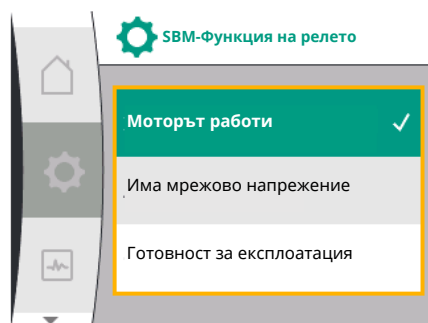 SBM-Функция на релето
Моторът работи
Има мрежово напрежение
Готовност за експлоатация